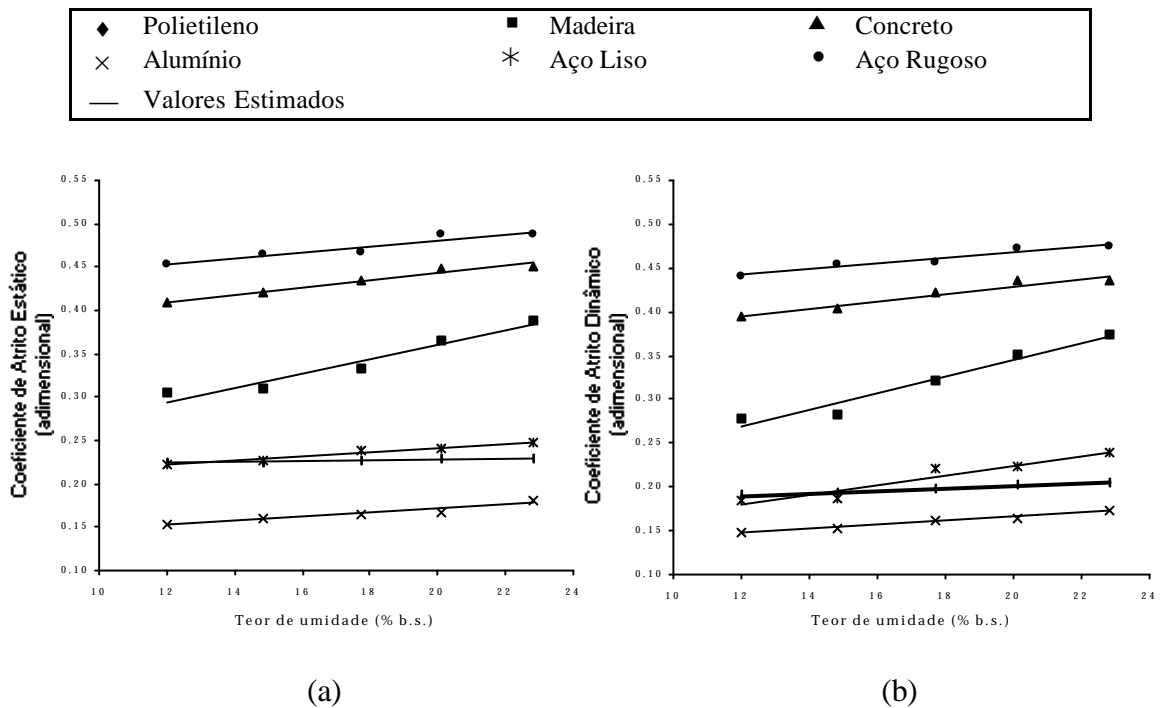 Polietileno Madeira Concreto
Alumínio Aço Liso Aço Rugoso
Valores Estimados
Coeficiente de Atrito Estático
(adimensional)
0,55
0,50
0,45
0,40
0,35
0,30
0,25
0,20
0,15
0,10
10 12 14 16 18 20 22 24
Teor de umidade (% b.s.)
(a)
Coeficiente de Atrito Dinâmico
(adimensional)
0,55
0,50
0,45
0,40
0,35
0,30
0,25
0,20
0,15
0,10
10 12 14 16 18 20 22 24
Teor de umidade (% b.s.)
(b)